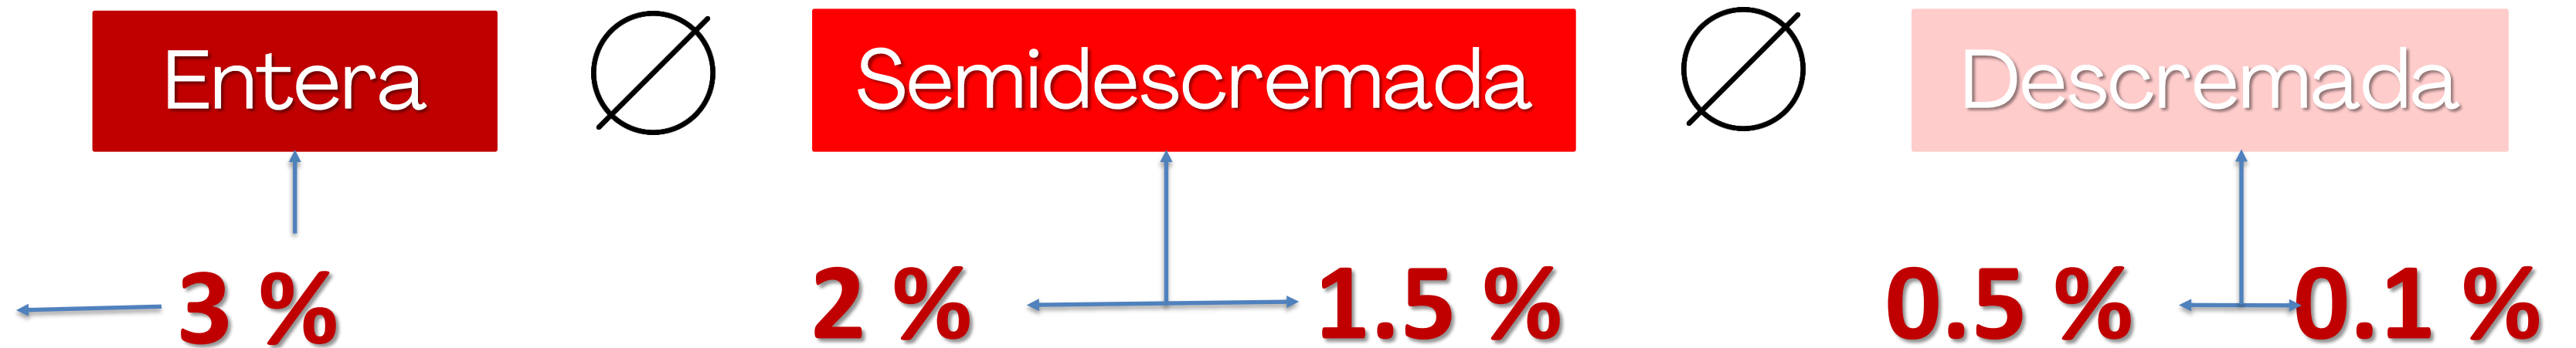 Entera Ø Semidescremada Ø Descremada
3 % 2 % 1.5 % 0.5 % 0.1 %